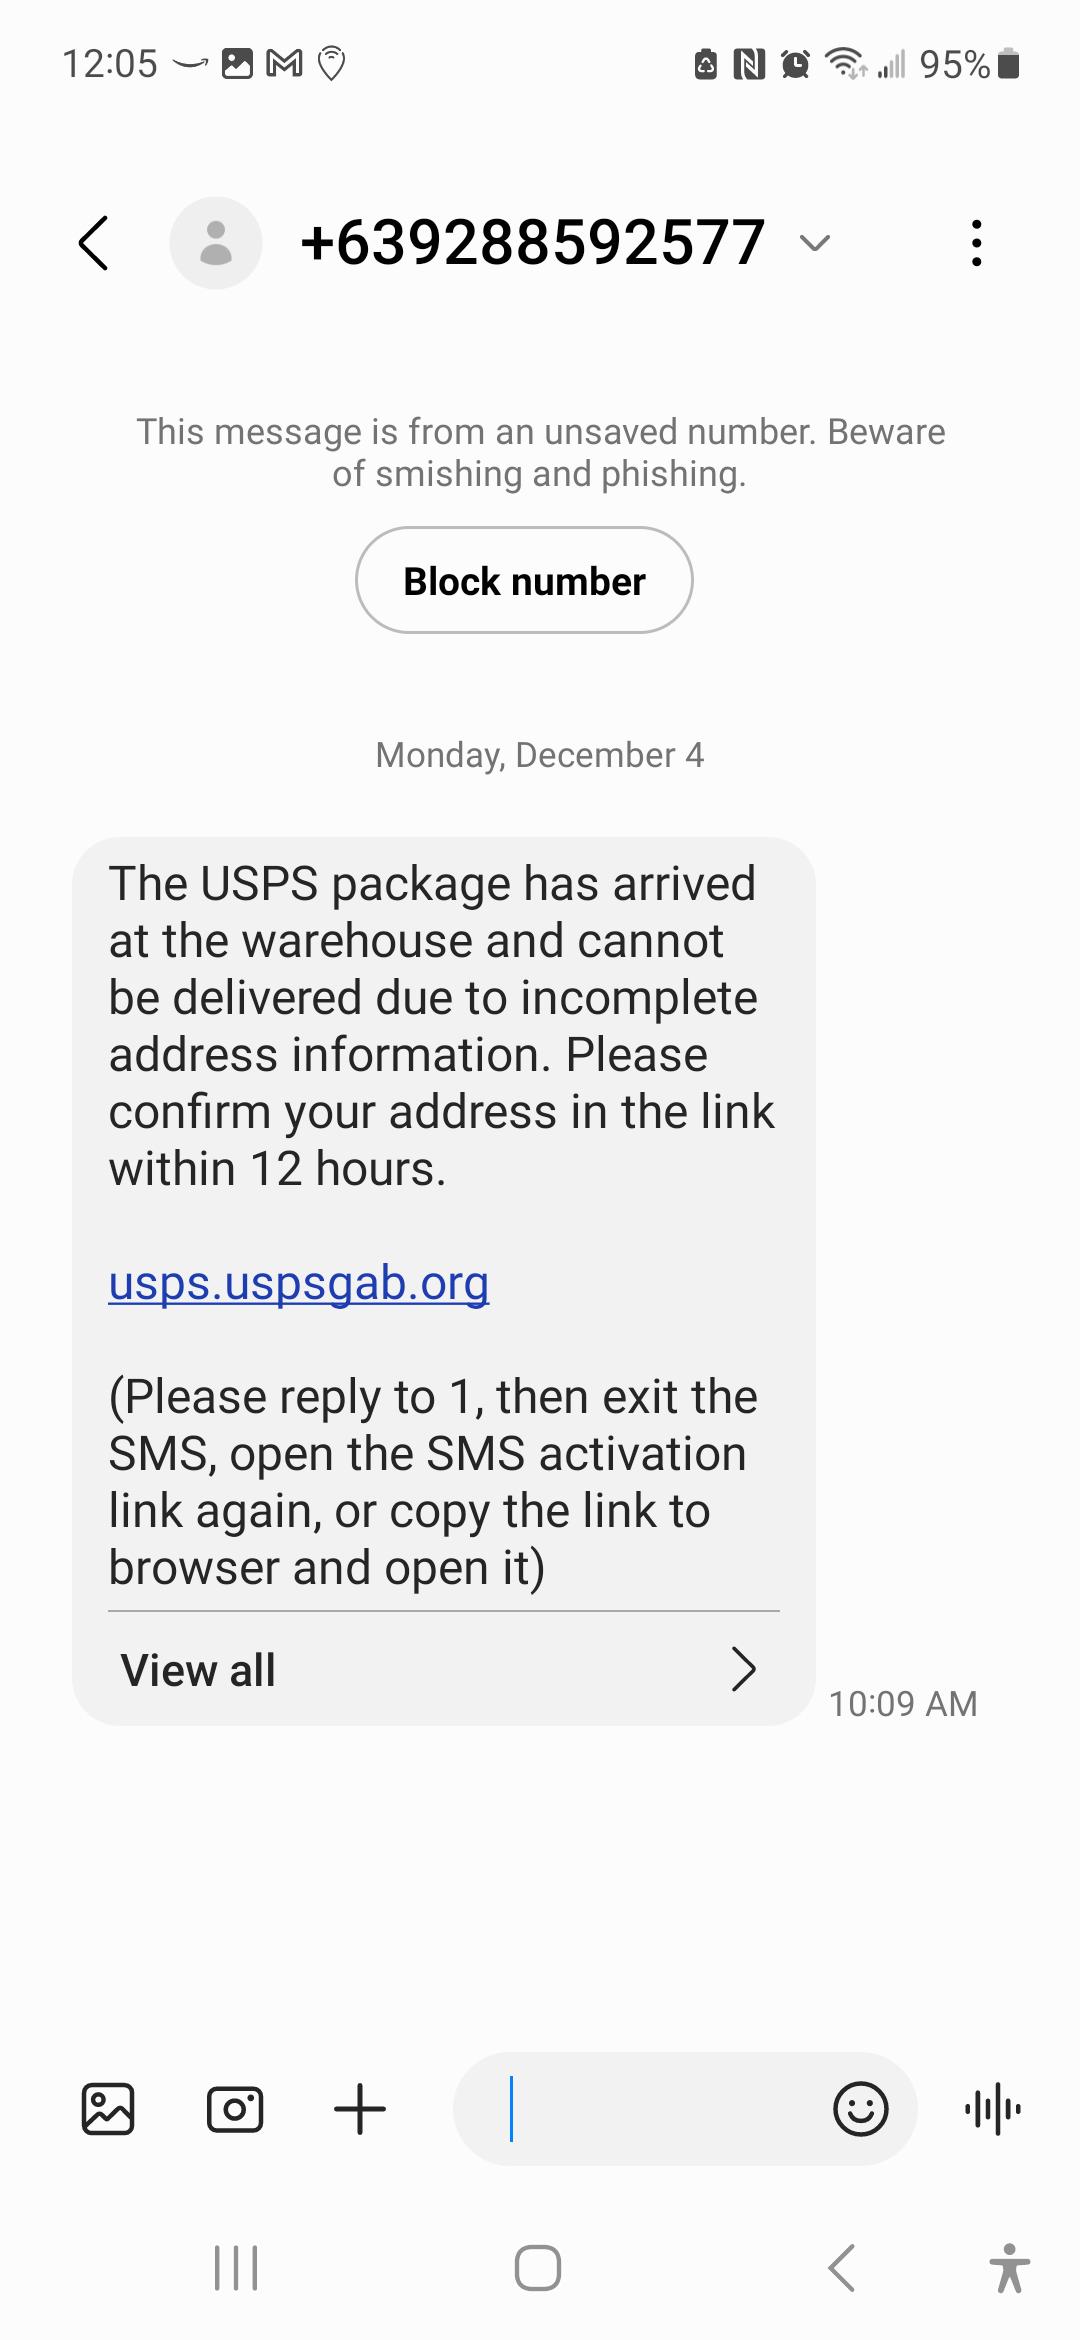 12:05
95%
+639288592577
This message is from an unsaved number. Beware
of smishing and phishing.
Block number
Monday, December 4
The USPS package has arrived
at the warehouse and cannot
be delivered due to incomplete
address information. Please
confirm your address in the link
within 12 hours.
usps.uspsgab.org
(Please reply to 1, then exit the
SMS, open the SMS activation
link again, or copy the link to
browser and open it)
View all
10:09 AM